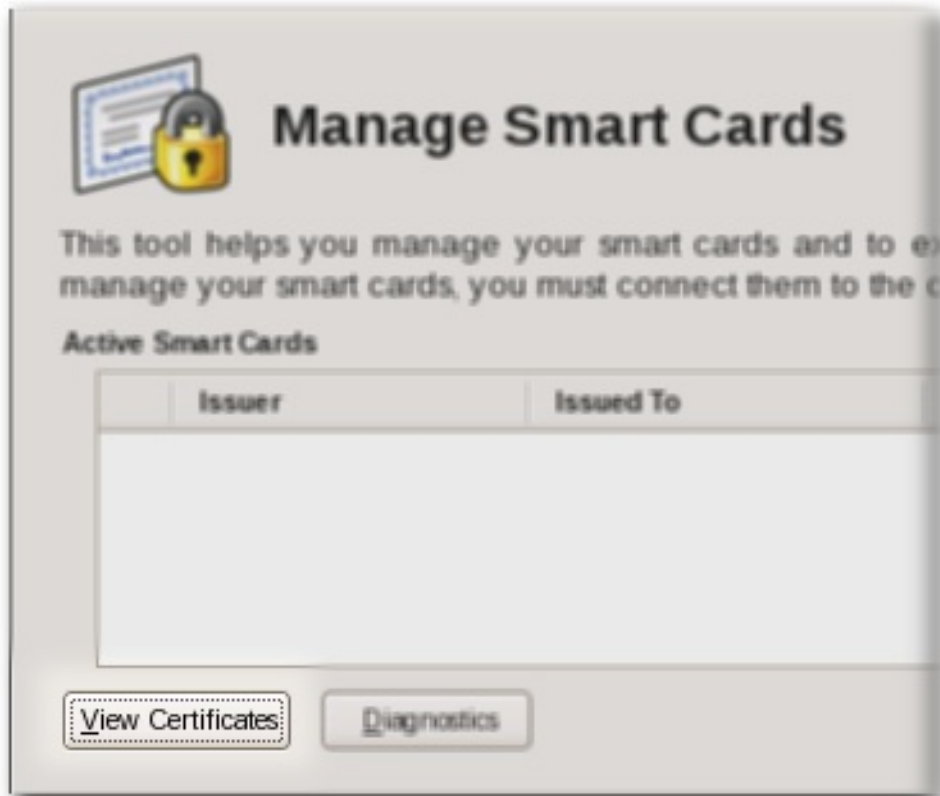 Manage Smart Cards
This tool helps you manage your smart cards and to
manage your smart cards, you must connect them to the
Active Smart Cards
Issuer Issued To
View Certificates Diagnostics